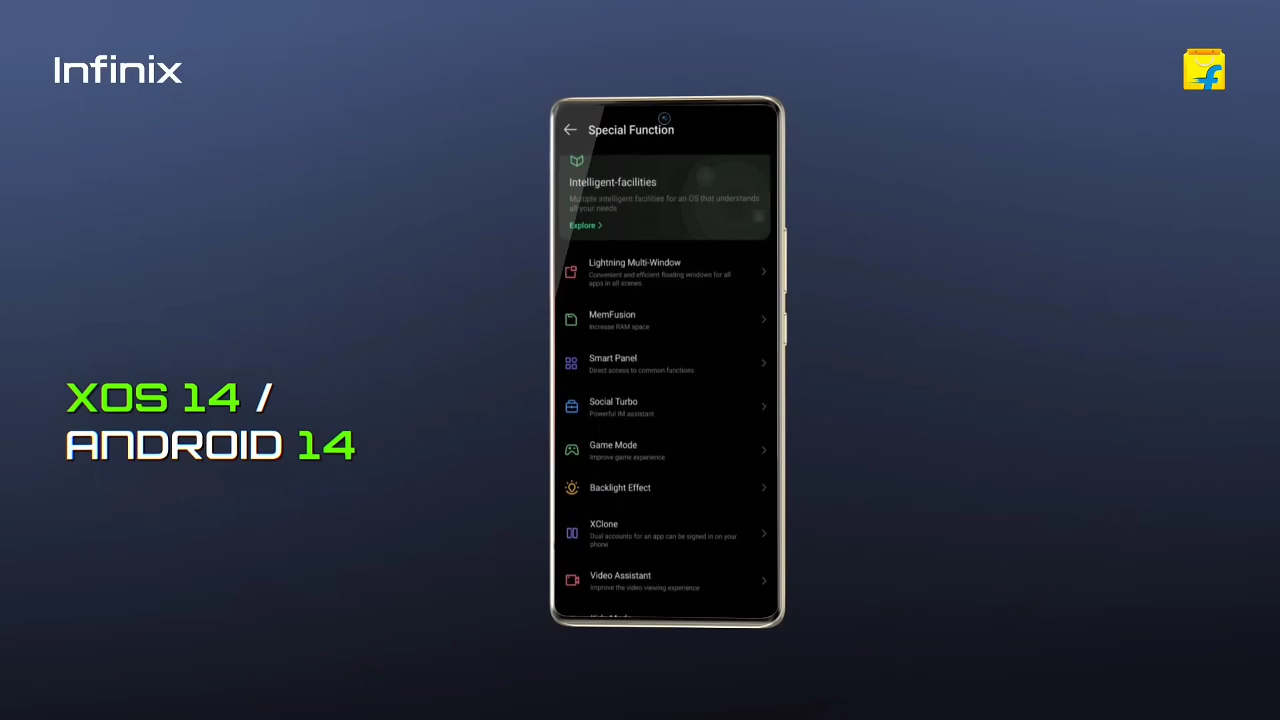 Infinix
XOS 14 /
ANDROID 14
Special Function
Intelligent-facilities
Multiple intelligent facilities for an OS that understands
all your needs
Explore
Lightning Multi-Window
Convenient and efficient floating windows for all
apps in all scenes.
MemFusion
Increase RAM space
Smart Panel
Direct access to common functions
Social Turbo
Powerful IM assistant
Game Mode
Improve game experience
Backlight Effect
XClone
Dual accounts for an app can be signed in on your
phone
Video Assistant
Improve the video viewing experience